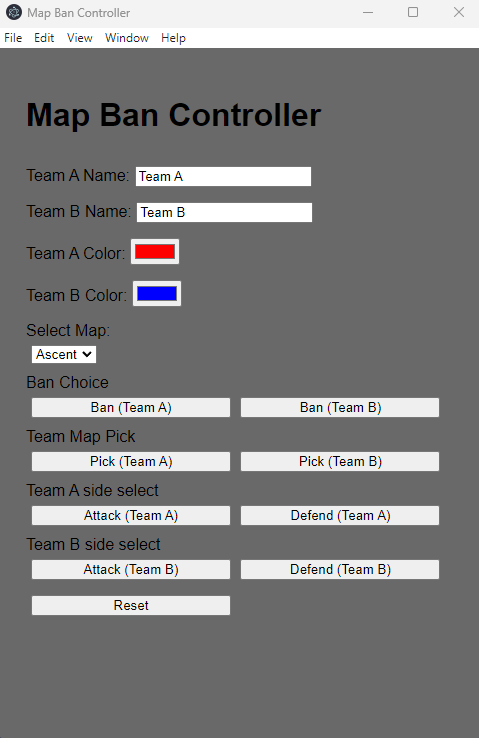 Map Ban Controller
File Edit View Window Help
Map Ban Controller
Team A Name: Team A
Team B Name: Team B
Team A Color:
Team B Color:
Select Map:
Ascent
Ban Choice
Ban (Team A) Ban (Team B)
Team Map Pick
Pick (Team A) Pick (Team B)
Team A side select
Attack (Team A) Defend (Team A)
Team B side select
Attack (Team B) Defend (Team B)
Reset